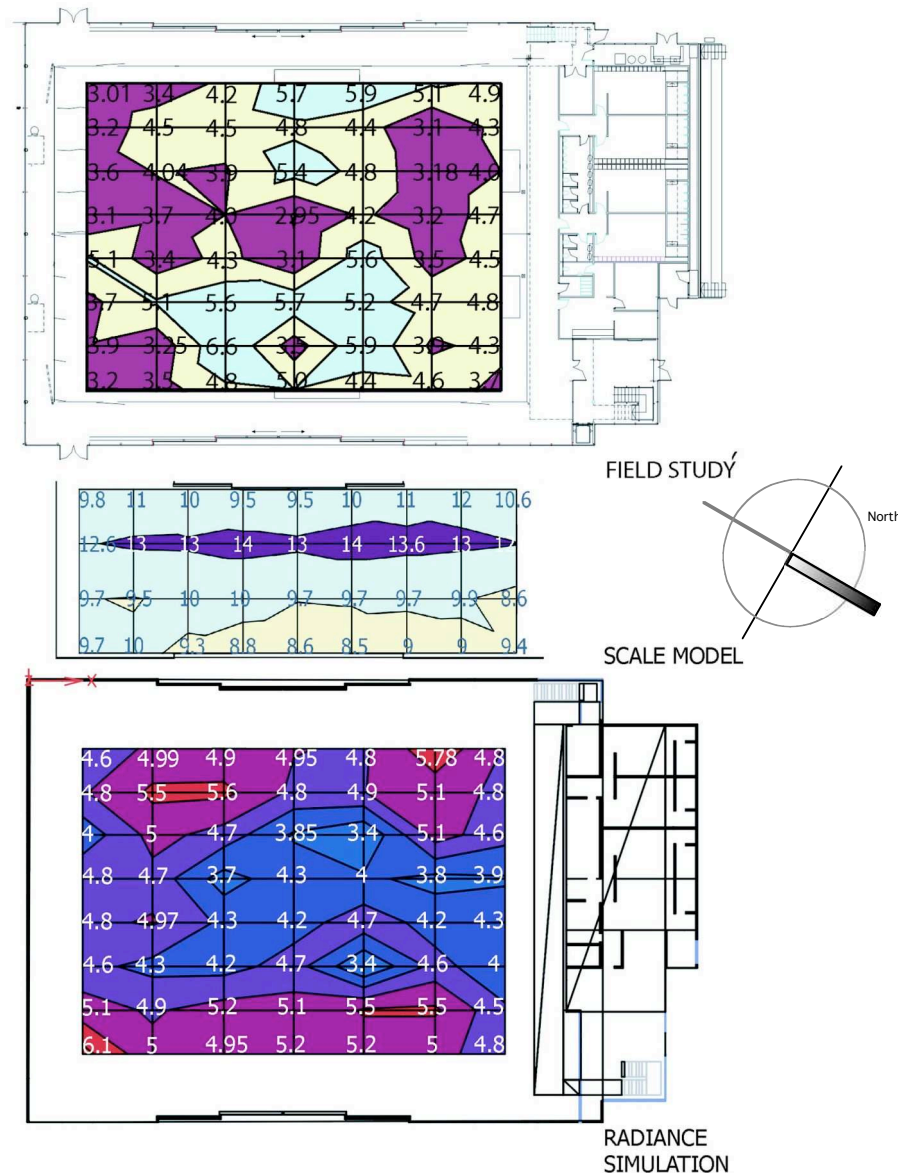 3.01 3.4 4.2 5.7 5.9 5.1 4.9
3.2 4.5 4.5 4.8 4.4 3.1 4.3
3.6 4.04 3.9 5.4 4.8 3.18 4.0
3.1 3.7 4.0 2.95 4.2 3.2 4.7
5.1 3.4 4.3 3.1 5.6 3.5 4.5
3.7 5.1 5.6 5.7 5.2 4.7 4.8
3.9 3.25 6.6 3.5 5.9 3.9 4.3
3.2 3.5 4.8 5.0 4.4 4.6 3.7
FIELD STUDY
North
9.8 11 10 9.5 9.5 10 11 12 10.6
12.6 13 13 14 13 14 13.6 13
9.7 9.5 10 10 9.7 9.7 9.7 9.9 8.6
9.7 10 9.3 8.8 8.6 8.5 9 9 9.4
SCALE MODEL
x
4.6 4.99 4.9 4.95 4.8 5.78 4.8
4.8 5.5 5.6 4.8 4.9 5.1 4.8
4 5 4.7 3.85 3.4 5.1 4.6
4.8 4.7 3.7 4.3 4 3.8 3.9
4.8 4.97 4.3 4.2 4.7 4.2 4.3
4.6 4.3 4.2 4.7 3.4 4.6 4
5.1 4.9 5.2 5.1 5.5 5.5 4.5
6.1 5 4.95 5.2 5.2 5 4.8
RADIANCE
SIMULATION